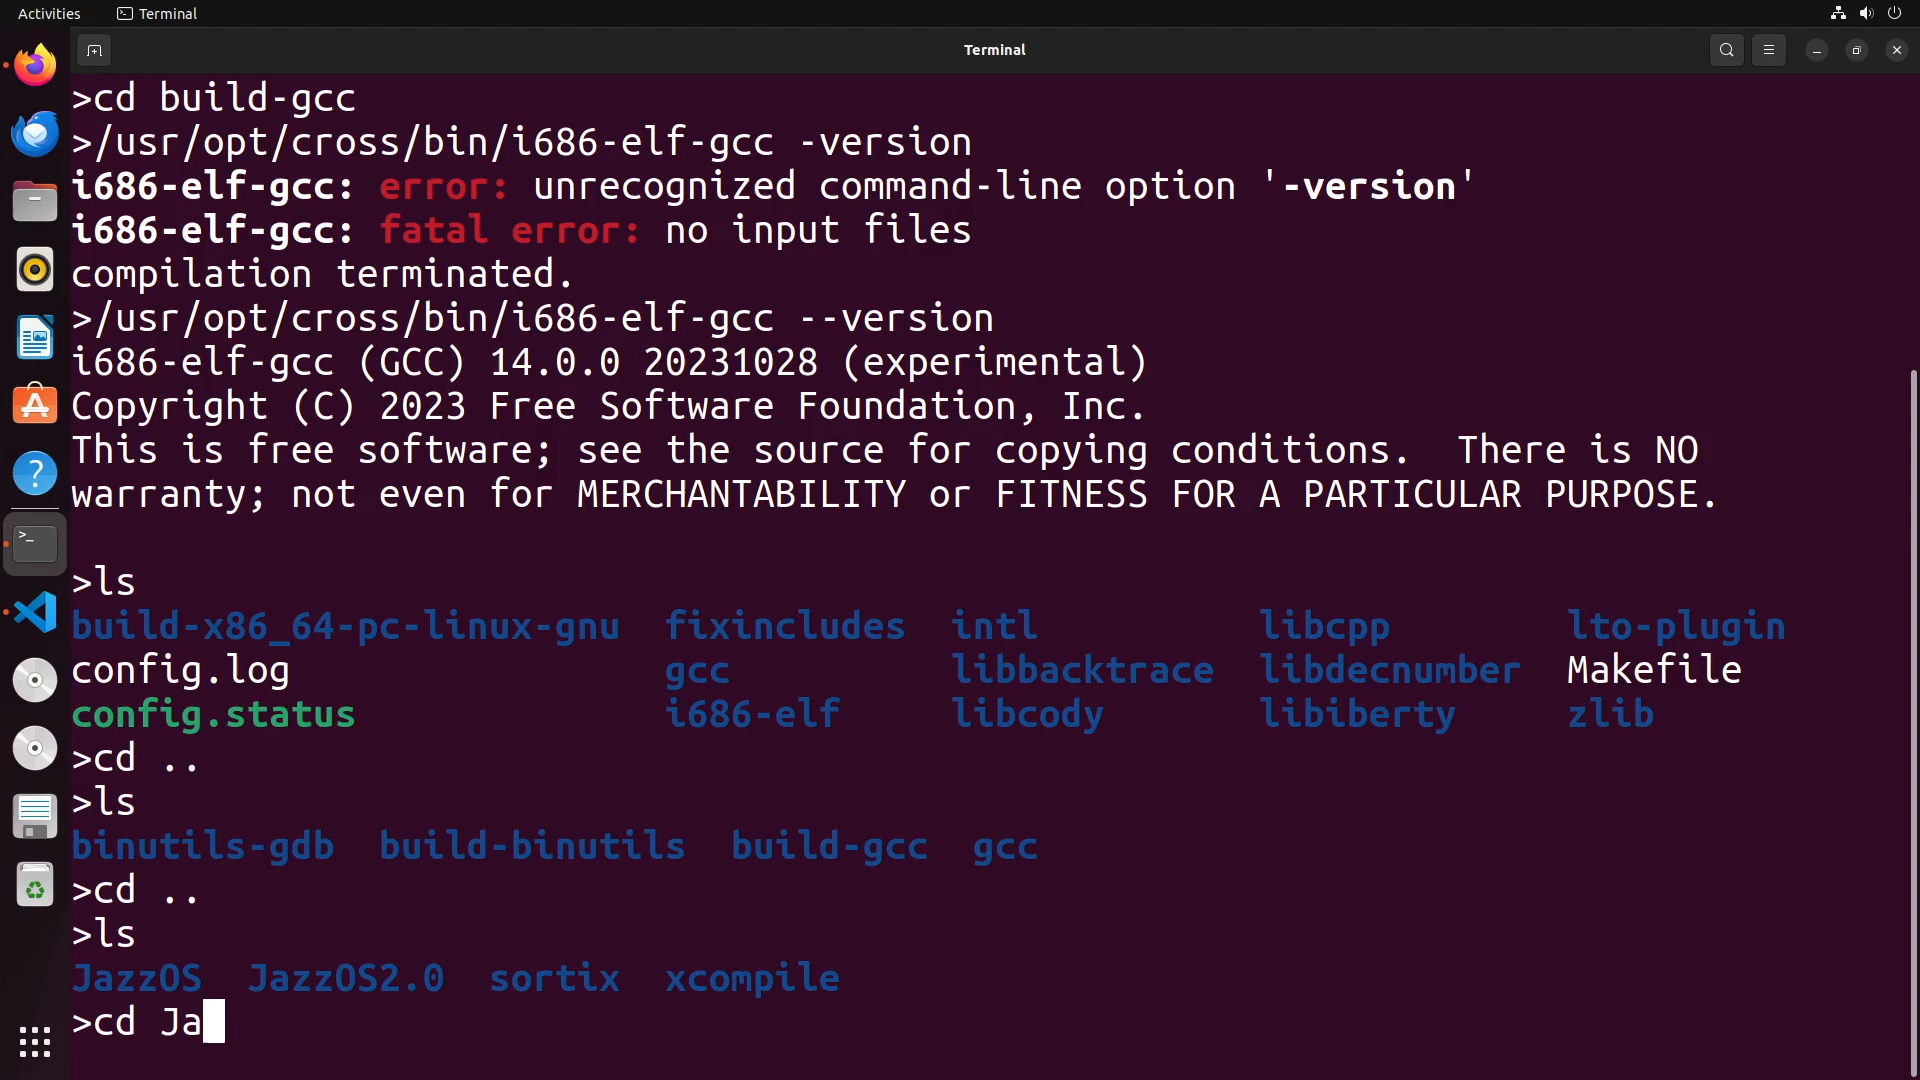 Activities
Terminal
Terminal
>cd build-gcc
>/usr/opt/cross/bin/i686-elf-gcc -version
i686-elf-gcc: error: unrecognized command-line option '-version'
i686-elf-gcc: fatal error: no input files
compilation terminated.
>/usr/opt/cross/bin/i686-elf-gcc --version
i686-elf-gcc (GCC) 14.0.0 20231028 (experimental)
Copyright (C) 2023 Free Software Foundation, Inc.
This is free software; see the source for copying conditions.  There is NO
warranty; not even for MERCHANTABILITY or FITNESS FOR A PARTICULAR PURPOSE.
>ls
build-x86_64-pc-linux-gnu  fixincludes  intl  libcpp  lto-plugin
config.log  gcc  libbacktrace  libdecnumber  Makefile
config.status  i686-elf  libcody  libiberty  zlib
>cd ..
>ls
binutils-gdb  build-binutils  build-gcc  gcc
>cd ..
>ls
JazzOS  JazzOS2.0  sortix  xcompile
>cd Ja